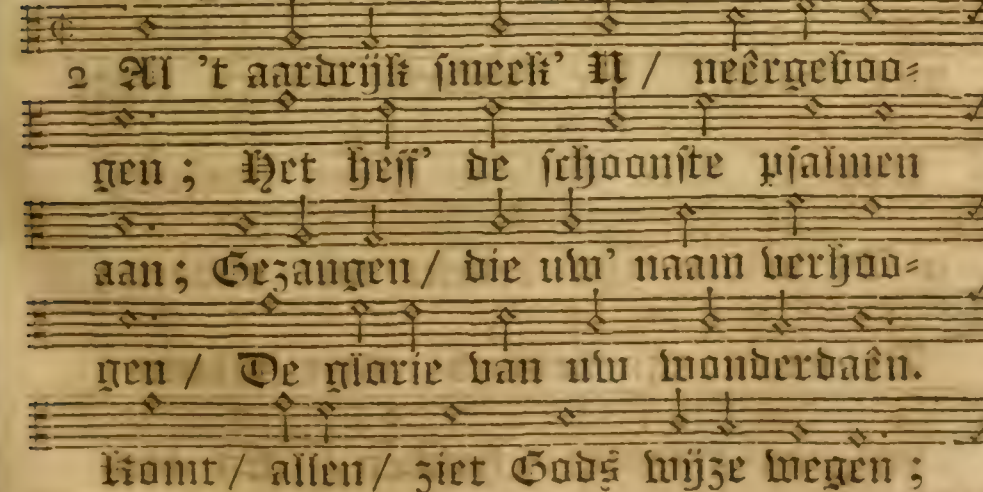 2 Al 't aardrijk smeek' U / neêrgeboo=
gen ; Het heff' de schoonste psalmen
aan ; Gezangen / die uw' naam verhoo=
gen / De glorie van uw wonderdaên.
Komt / allen / ziet Gods wijze wegen ;